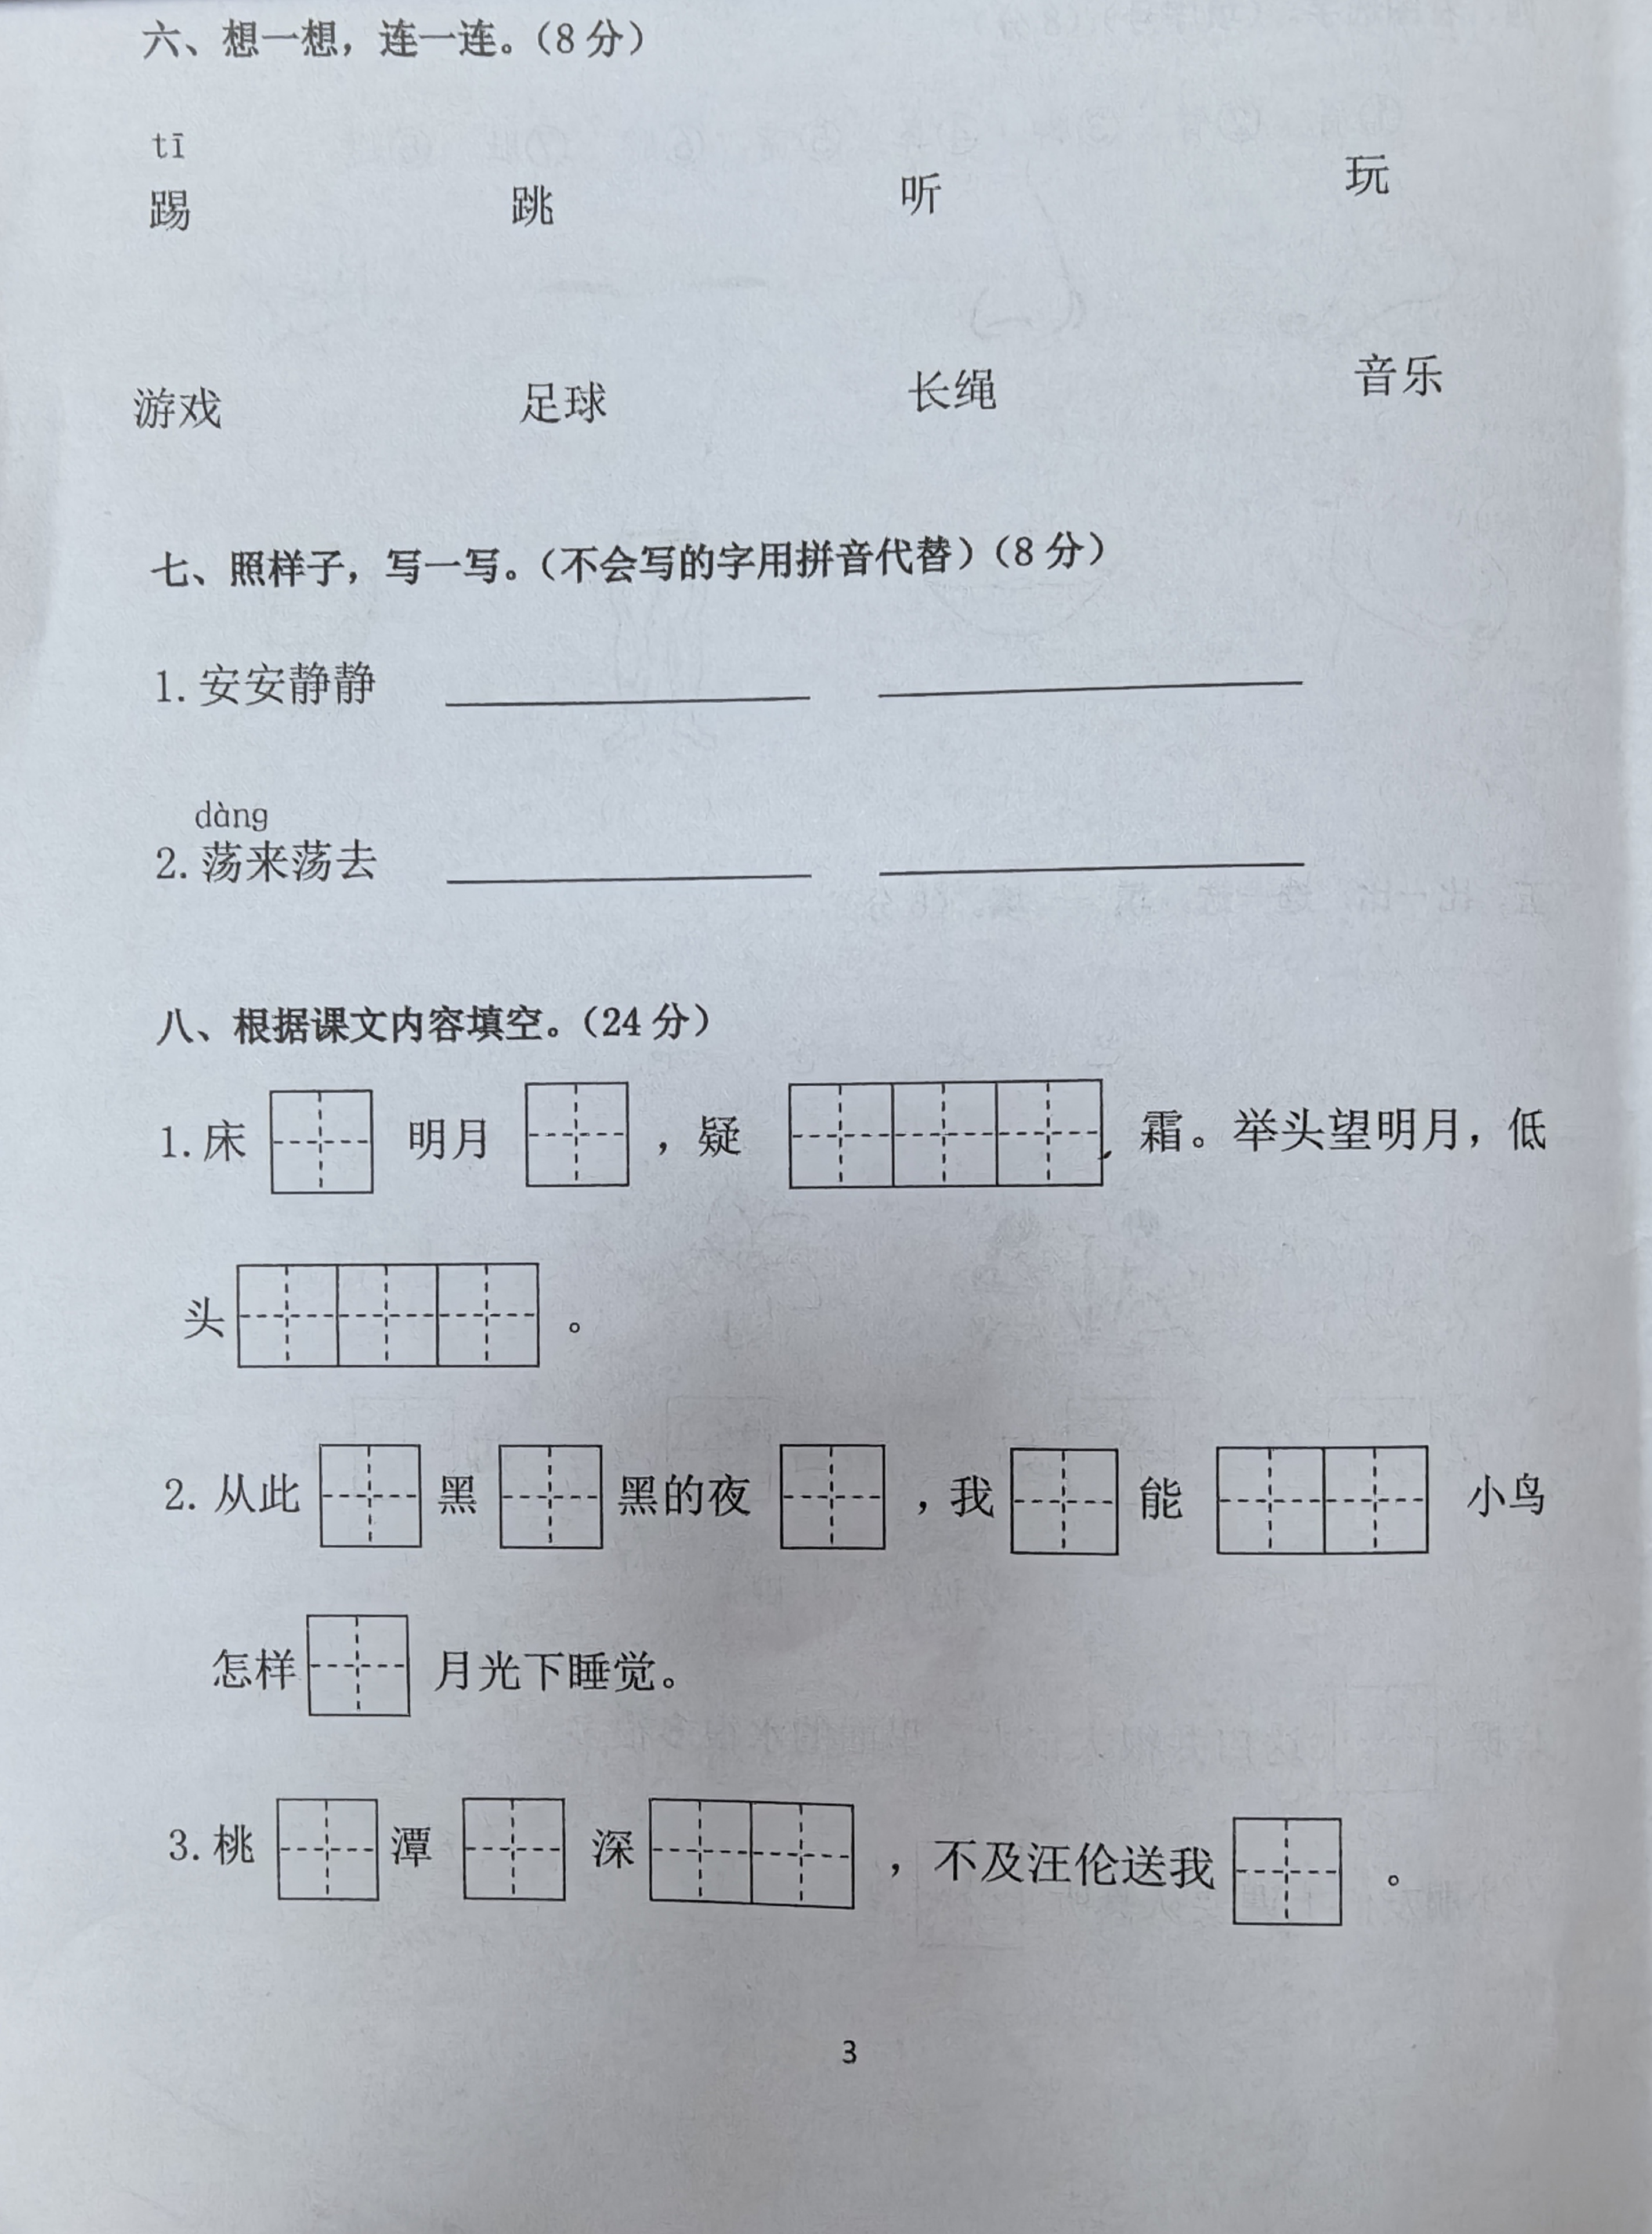 六、想一想，连一连。（8 分）
tī
踢 跳 听 玩
游戏 足球 长绳 音乐
七、照样子，写一写。（不会写的字用拼音代替）（8 分）
1. 安安静静
dàng
2. 荡来荡去
八、根据课文内容填空。（24 分）
1. 床 明月 ，疑 霜。举头望明月，低
头 。
2. 从此 黑 黑的夜 ，我 能 小鸟
怎样 月光下睡觉。
3. 桃 潭 深 ，不及汪伦送我 。
3